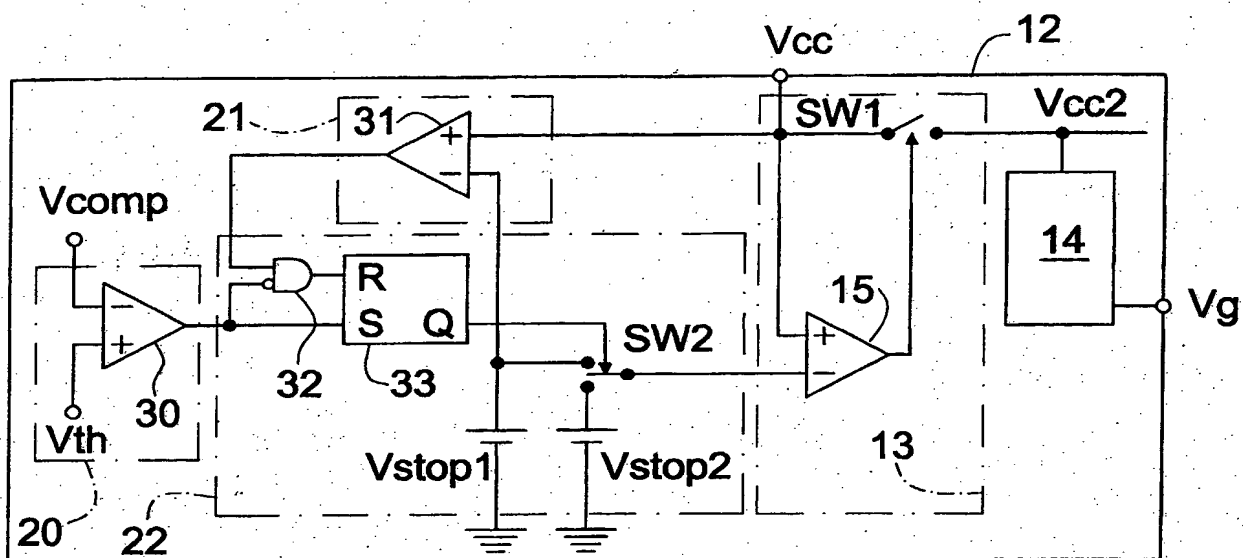 Vcc
12
21
31
SW1
Vcc2
+
−
Vcomp
14
15
R
−
S
Q
Vg
+
SW2
+
−
32
33
30
Vth
Vstop1
Vstop2
13
20
22